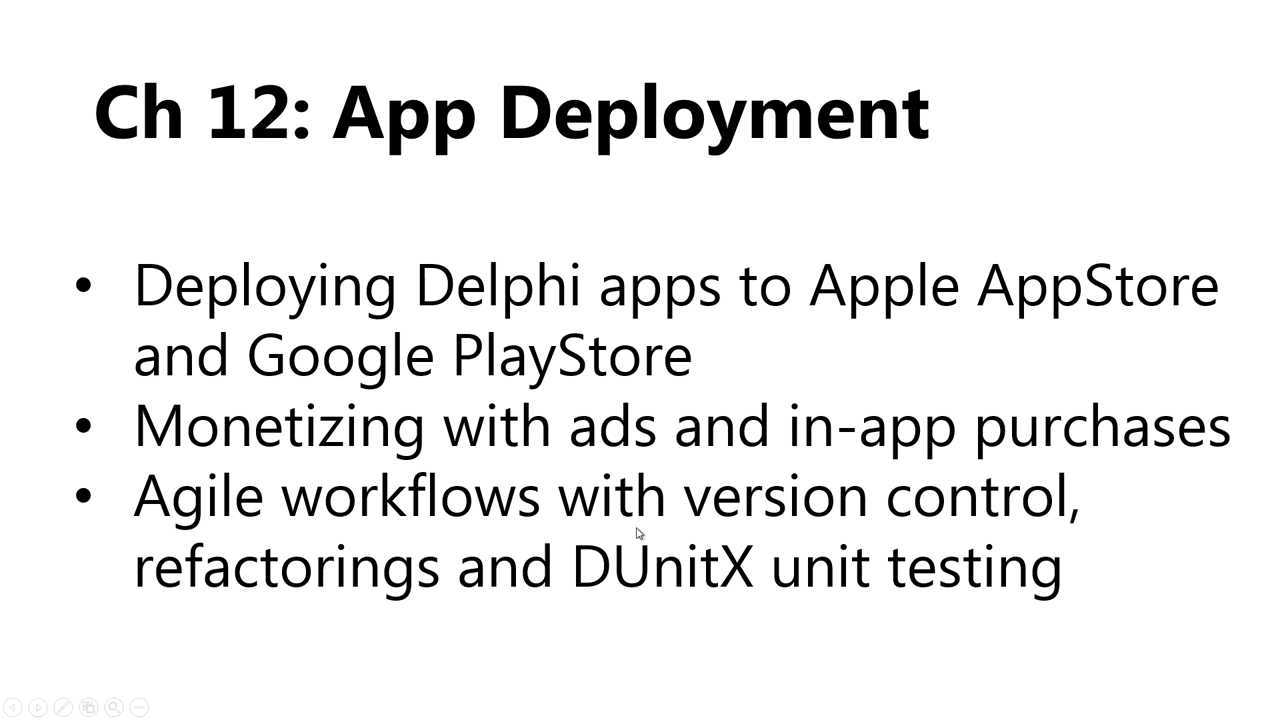 Ch 12: App Deployment
• Deploying Delphi apps to Apple AppStore
and Google PlayStore
• Monetizing with ads and in-app purchases
• Agile workflows with version control,
refactorings and DUnitX unit testing